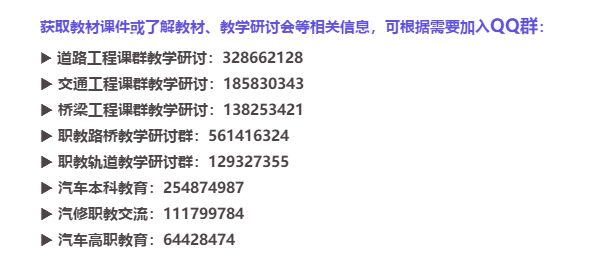 获取教材课件或了解教材、教学研讨会等相关信息，可根据需要加入QQ群：
▶ 道路工程课群教学研讨：328662128
▶ 交通工程课群教学研讨：185830343
▶ 桥梁工程课群教学研讨：138253421
▶ 职教路桥教学研讨群：561416324
▶ 职教轨道教学研讨群：129327355
▶ 汽车本科教育：254874987
▶ 汽修职教交流：111799784
▶ 汽车高职教育：64428474